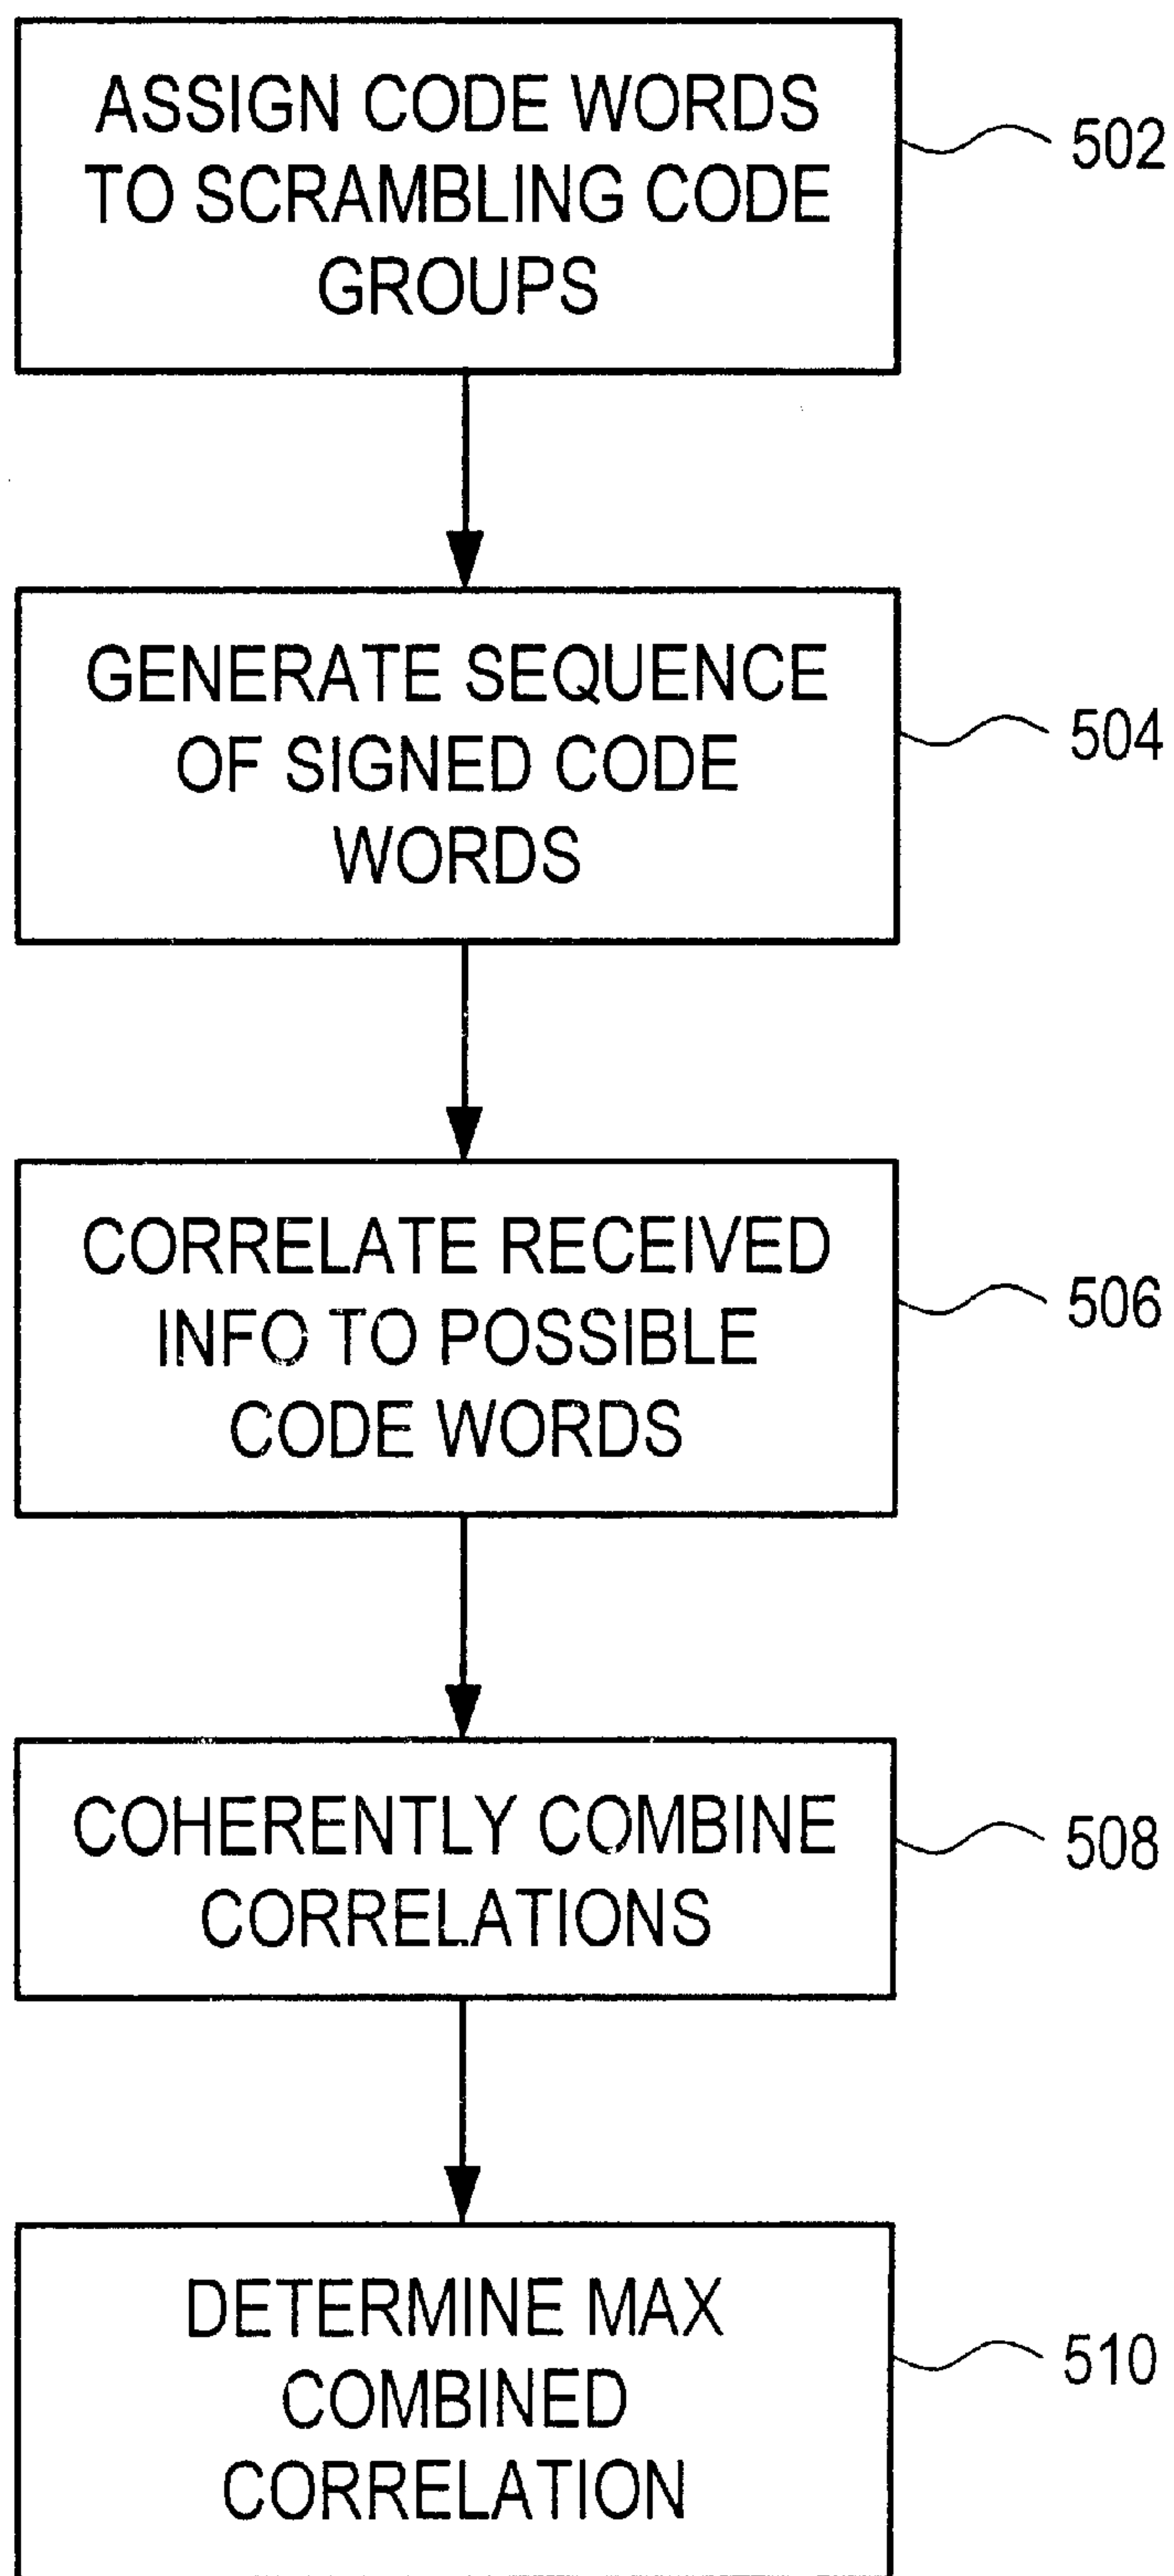 ASSIGN CODE WORDS
TO SCRAMBLING CODE
GROUPS
502
GENERATE SEQUENCE
OF SIGNED CODE
WORDS
504
CORRELATE RECEIVED
INFO TO POSSIBLE
CODE WORDS
506
COHERENTLY COMBINE
CORRELATIONS
508
DETERMINE MAX
COMBINED
CORRELATION
510